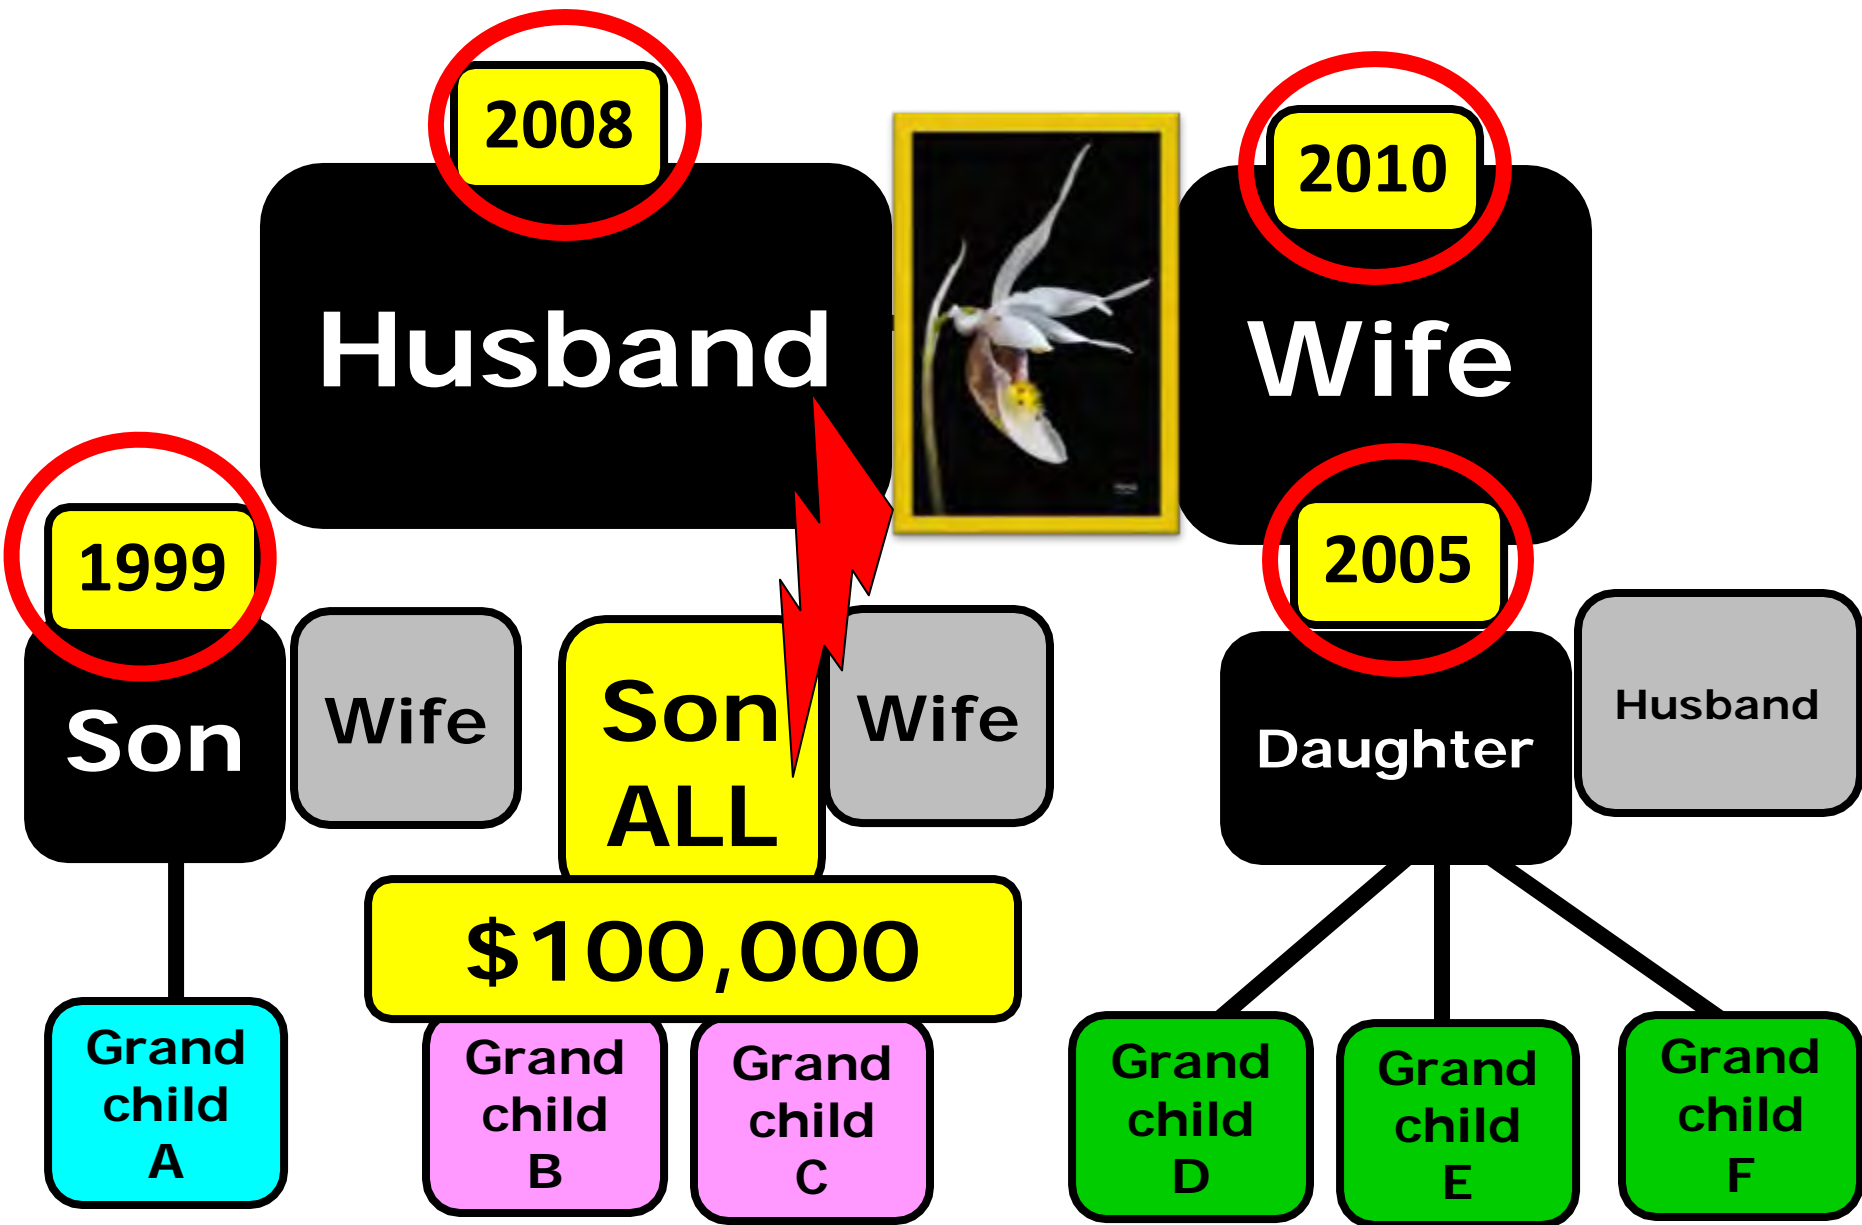 2008
2010
Husband
Wife
1999
2005
Son
Wife
Son
ALL
Wife
Daughter
Husband
$100,000
Grand
child
A
Grand
child
B
Grand
child
C
Grand
child
D
Grand
child
E
Grand
child
F